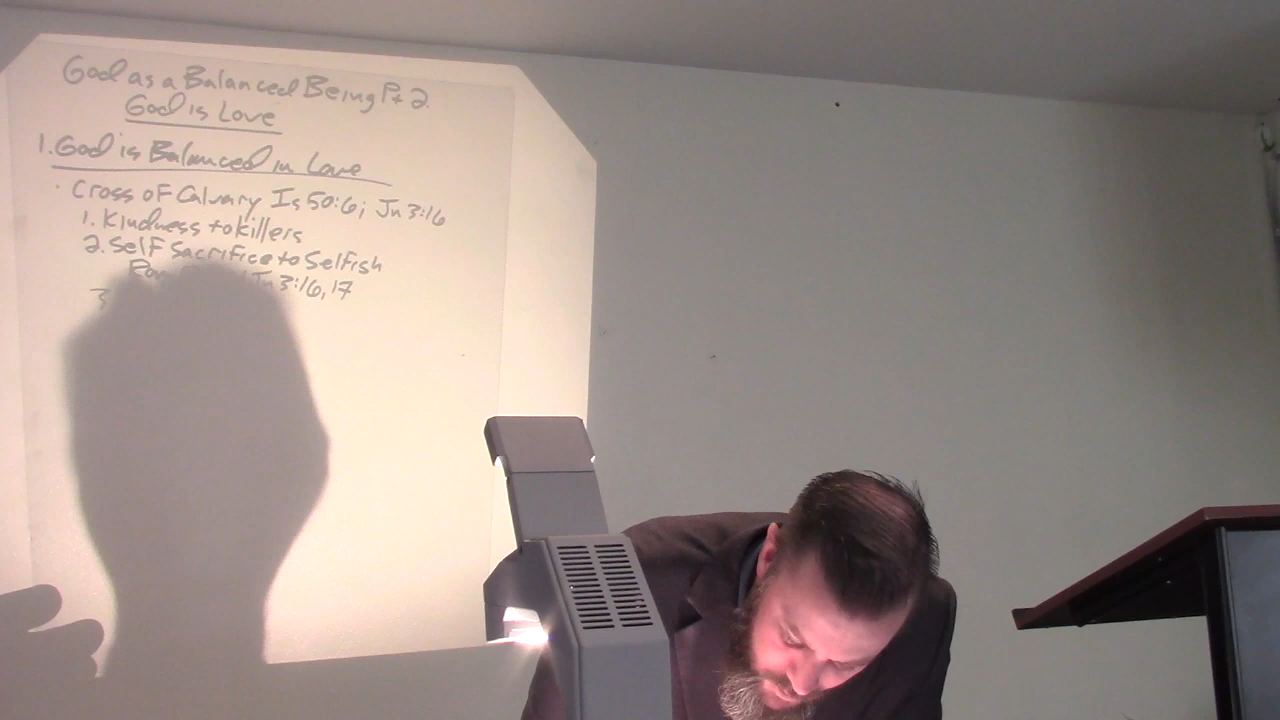 God as a Balanced Being Pt 2
God is Love
1. God is Balanced in Love
· Cross of Calvary Is 50:6; Jn 3:16
1. Kindness to killers
2. Self Sacrifice to Selfish
Jn 3:16,17
3